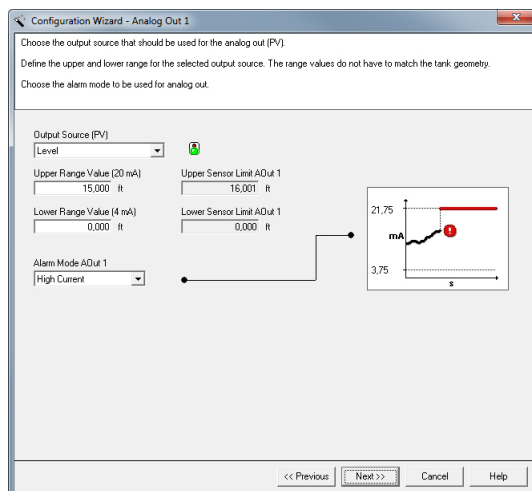 Configuration Wizard - Analog Out 1
Choose the output source that should be used for the analog out (PV).
Define the upper and lower range for the selected output source. The range values do not have to match the tank geometry.
Choose the alarm mode to be used for analog out.
Output Source (PV)
Level
Upper Range Value (20 mA) Upper Sensor Limit AOut 1
15,000 ft 16,001 ft
Lower Range Value (4 mA) Lower Sensor Limit AOut 1
0,000 ft 0,000 ft
Alarm Mode AOut 1
High Current
21,75
mA
3,75
s
<< Previous Next >> Cancel Help